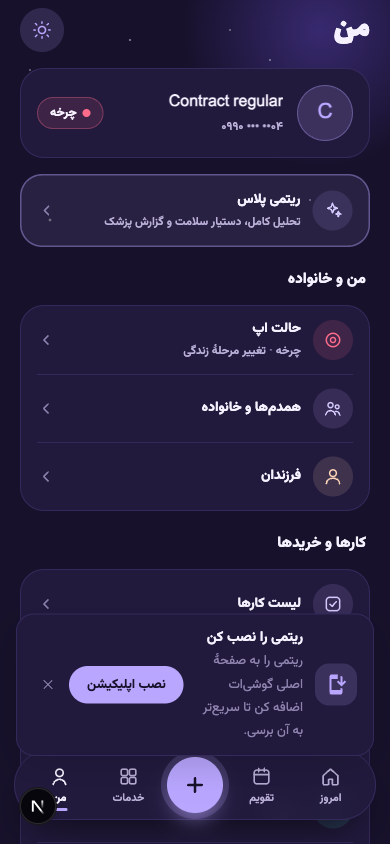 من
Contract regular
۰۹۹۰ ••• ••۰۴
چرخه
C
ریتمی پلاس
تحلیل کامل، دستیار سلامت و گزارش پزشک
من و خانواده
حالت اپ
چرخه · تغییر مرحلهٔ زندگی
همدم‌ها و خانواده
فرزندان
کارها و خریدها
لیست کارها
ریتمی را نصب کن
ریتمی را به صفحهٔ
اصلی گوشی‌ات
اضافه کن تا سریع‌تر
به آن برسی.
نصب اپلیکیشن
امروز
تقویم
خدمات
من
N